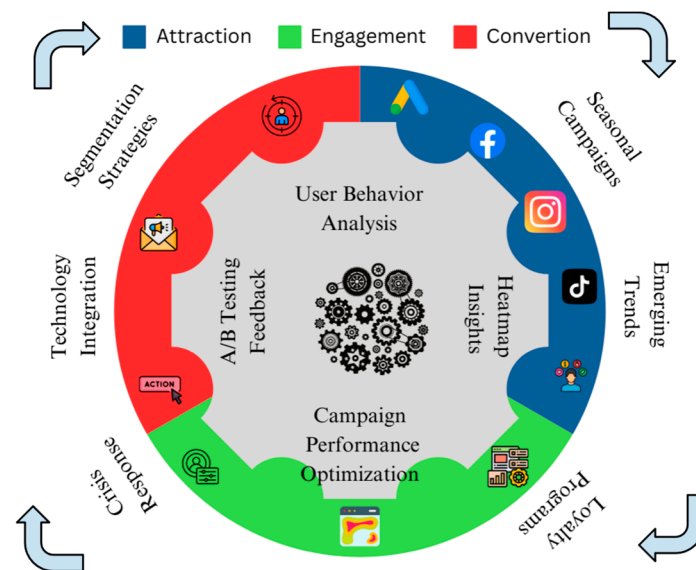 Attraction
Engagement
Convertion
Segmentation
Strategies
Seasonal
Campaigns
User Behavior
Analysis
Technology
Integration
A/B Testing
Feedback
Heatmap
Insights
Emerging
Trends
ACTION
Campaign
Performance
Optimization
Crisis
Response
Loyalty
Programs